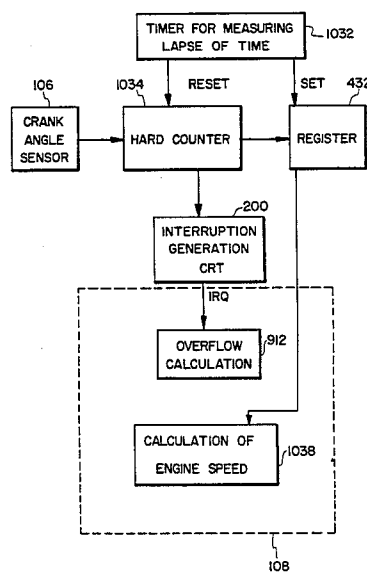 TIMER FOR MEASURING
LAPSE OF TIME
1032
106
1034
RESET
SET
432
CRANK
ANGLE
SENSOR
HARD COUNTER
REGISTER
200
INTERRUPTION
GENERATION
CRT
IRQ
OVERFLOW
CALCULATION
912
CALCULATION OF
ENGINE SPEED
1038
108